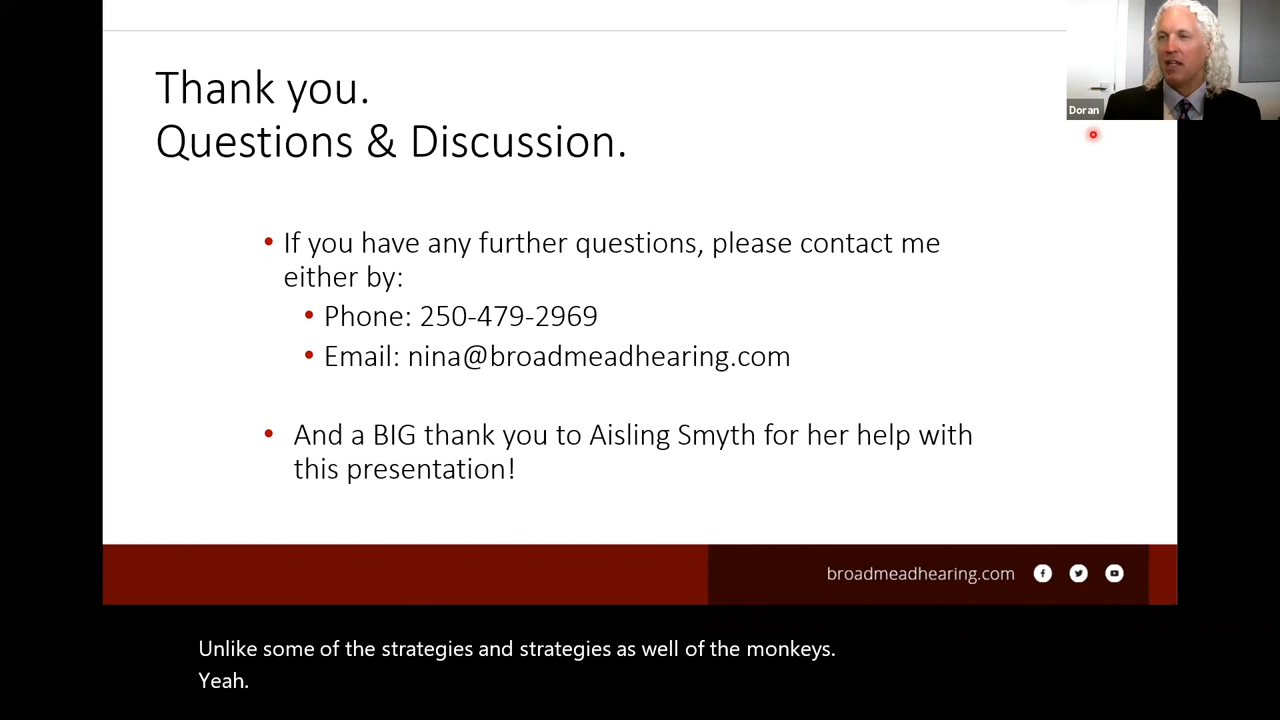 Thank you.
Questions & Discussion.
Doran
• If you have any further questions, please contact me
either by:
• Phone: 250-479-2969
• Email: nina@broadmeadhearing.com
• And a BIG thank you to Aisling Smyth for her help with
this presentation!
broadmeadhearing.com
Unlike some of the strategies and strategies as well of the monkeys.
Yeah.